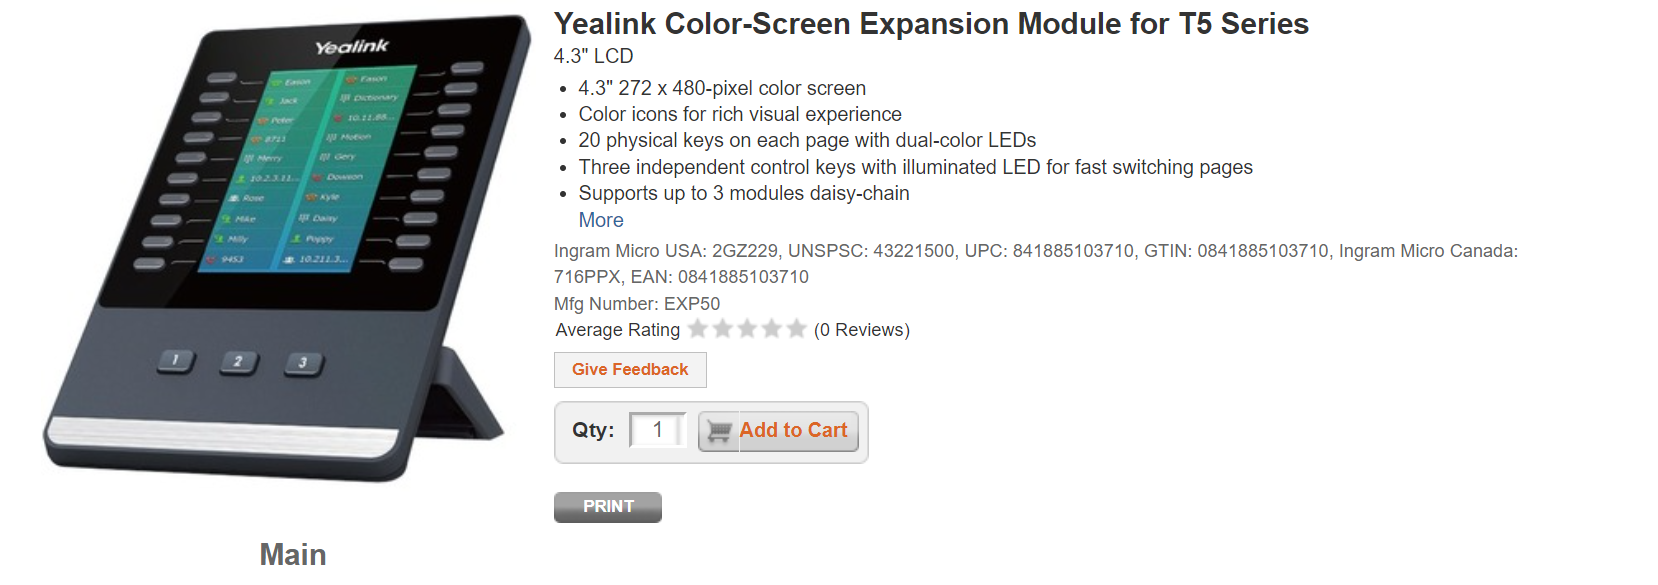 Yealink
Eason
Eason
Jack
Dictionary
Peter
10.11.88...
8711
Motion
Merry
Gery
10.2.3.11...
Dowson
Rose
Kyle
Mike
Daisy
Milly
Poppy
9453
10.211.3...
1 2 3
Main
Yealink Color-Screen Expansion Module for T5 Series
4.3" LCD
4.3" 272 x 480-pixel color screen
Color icons for rich visual experience
20 physical keys on each page with dual-color LEDs
Three independent control keys with illuminated LED for fast switching pages
Supports up to 3 modules daisy-chain
More
Ingram Micro USA: 2GZ229, UNSPSC: 43221500, UPC: 841885103710, GTIN: 0841885103710, Ingram Micro Canada:
716PPX, EAN: 0841885103710
Mfg Number: EXP50
Average Rating (0 Reviews)
Give Feedback
Qty: 1 Add to Cart
PRINT